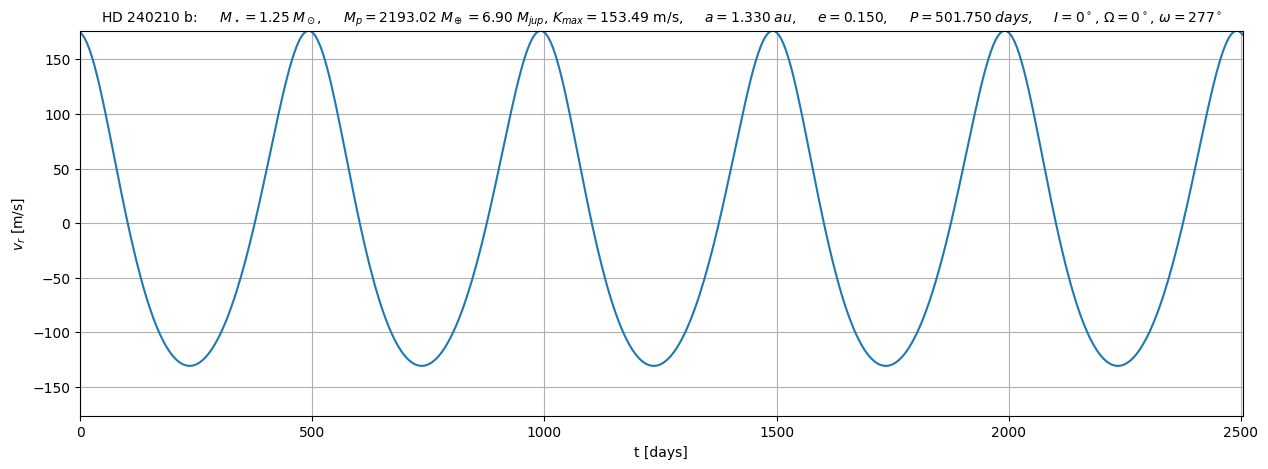 HD 240210 b: M⋆ = 1.25 M⊙, Mp = 2193.02 M⊕ = 6.90 Mjup, Kmax = 153.49 m/s, a = 1.330 au, e = 0.150, P = 501.750 days, I = 0°, Ω = 0°, ω = 277°
150
100
50
0
−50
−100
−150
vr [m/s]
0 500 1000 1500 2000 2500
t [days]